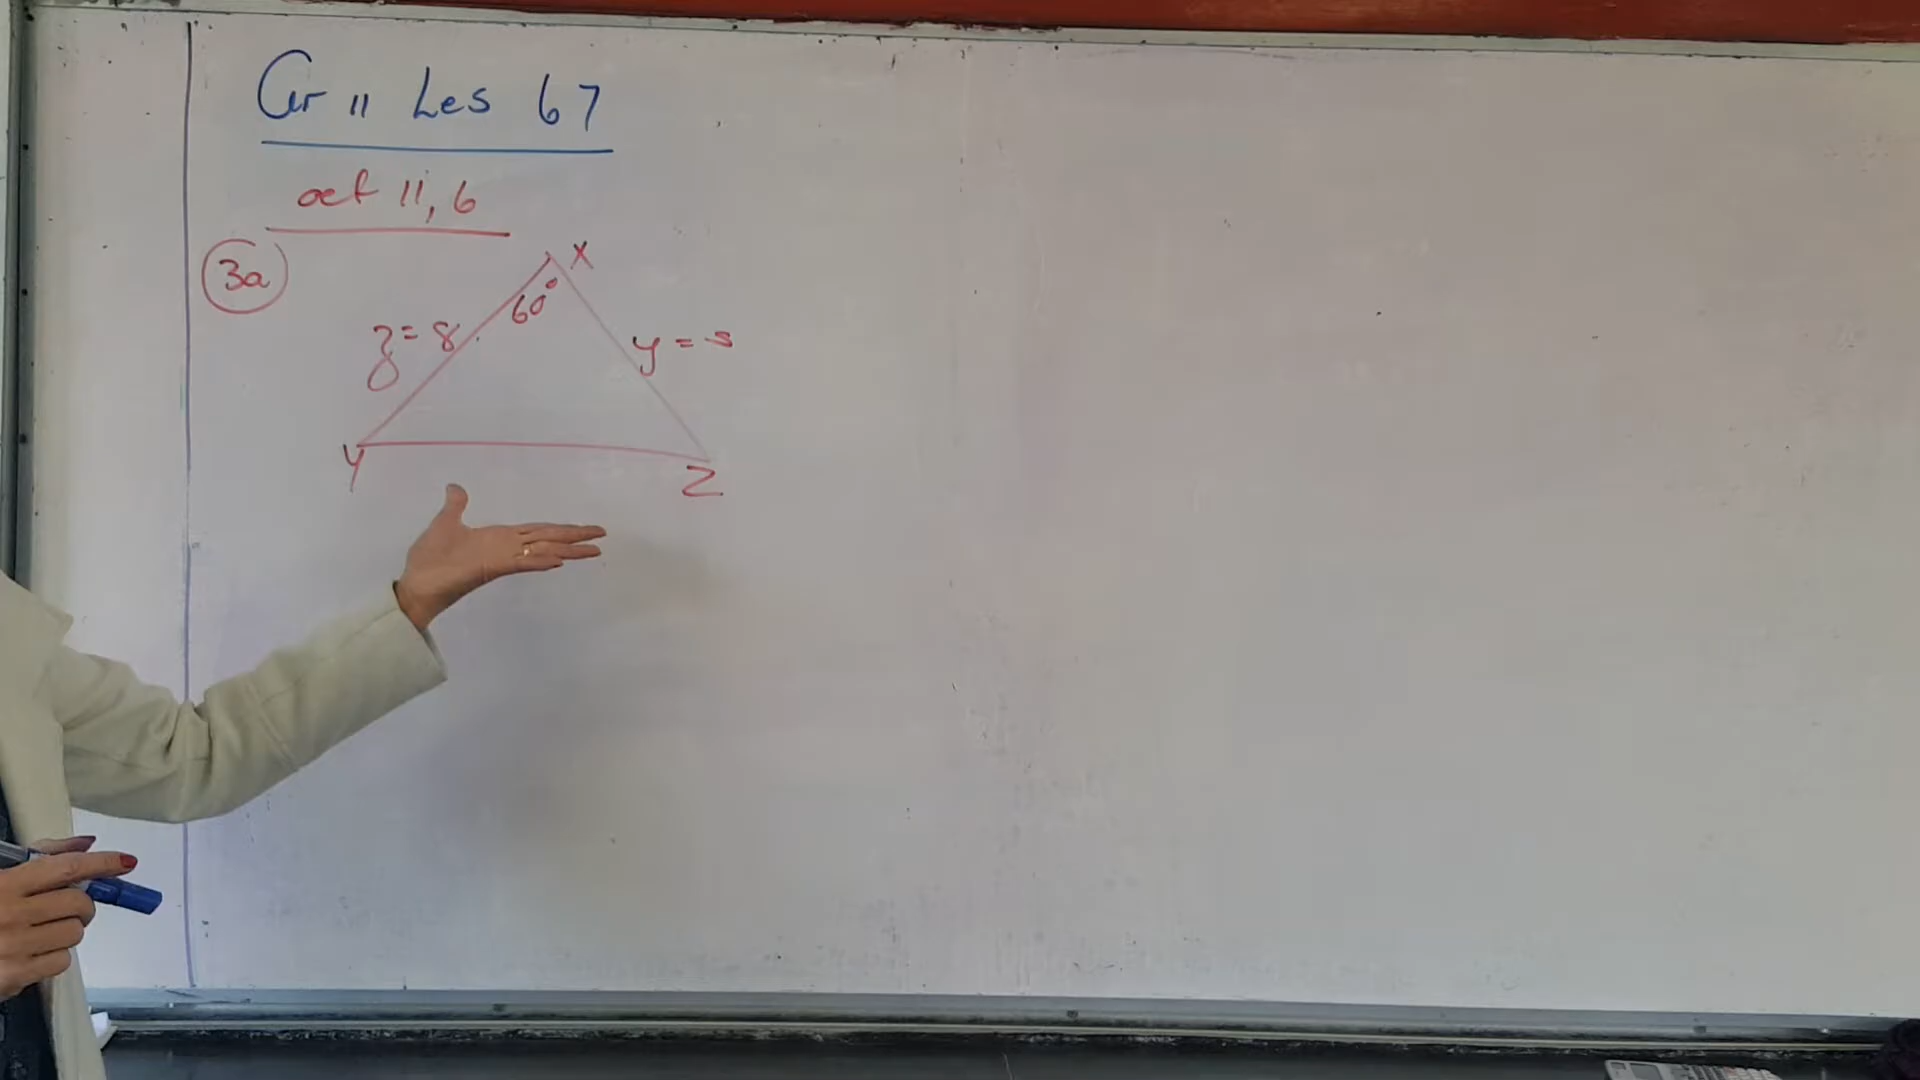 Gr 11 Les 67
oef 11,6
3a
X
60°
z = 8
y = 5
Y
Z